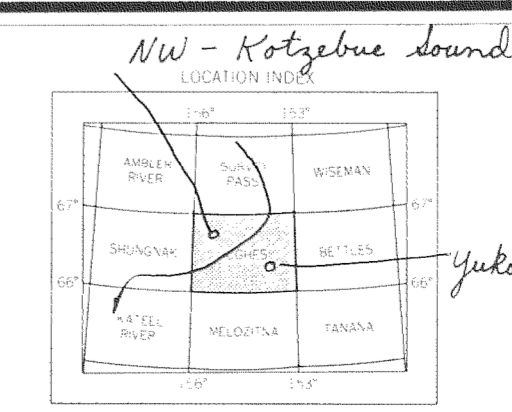 NW - Kotzebue Sound
LOCATION INDEX
156° 153°
AMBLER RIVER
SURVEY PASS
WISEMAN
67° 67°
SHUNGNAK
HUGHES
BETTLES
Yuko
66° 66°
KATEEL RIVER
MELOZITNA
TANANA
156° 153°